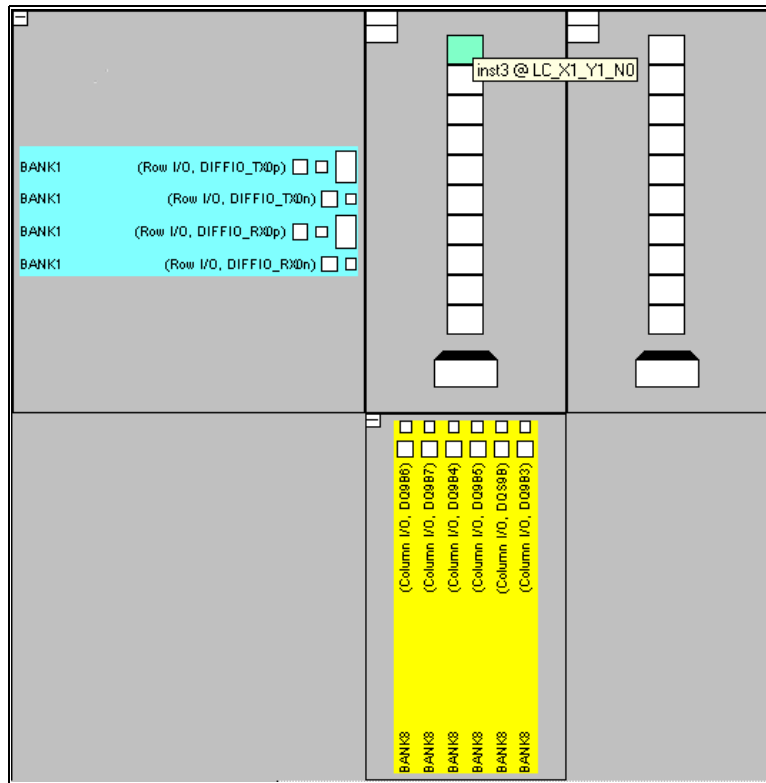 inst3 @ LC_X1_Y1_N0
BANK1 (Row I/O, DIFFIO_TX0p)
BANK1 (Row I/O, DIFFIO_TX0n)
BANK1 (Row I/O, DIFFIO_RX0p)
BANK1 (Row I/O, DIFFIO_RX0n)
BANK8 (Column I/O, DQ9B6)
BANK8 (Column I/O, DQ9B7)
BANK8 (Column I/O, DQ9B4)
BANK8 (Column I/O, DQ9B5)
BANK8 (Column I/O, DQS9B)
BANK8 (Column I/O, DQ9B3)